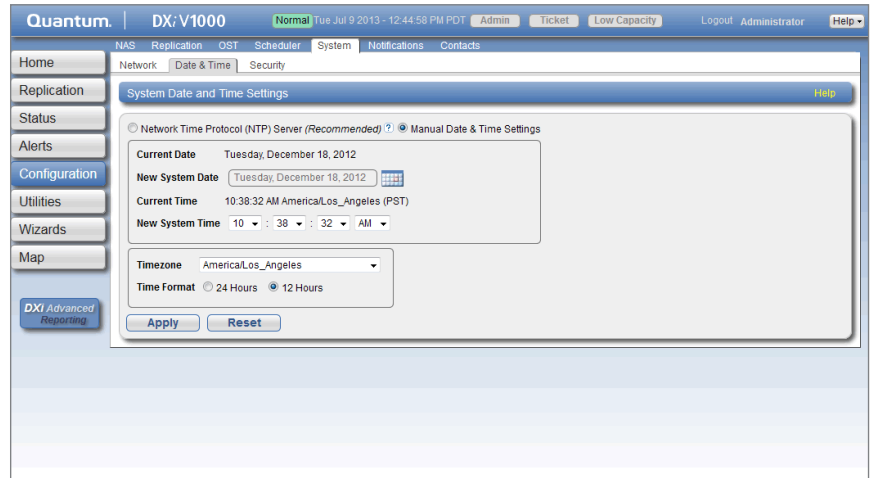 Quantum. DXi V1000 Normal Tue Jul 9 2013 - 12:44:58 PM PDT Admin Ticket Low Capacity Logout Administrator Help
NAS Replication OST Scheduler System Notifications Contacts
Home
Network Date & Time Security
Replication
System Date and Time Settings Help
Status
Network Time Protocol (NTP) Server (Recommended) ? Manual Date & Time Settings
Alerts
Current Date Tuesday, December 18, 2012
Configuration
New System Date Tuesday, December 18, 2012
Utilities
Current Time 10:38:32 AM America/Los_Angeles (PST)
Wizards
New System Time 10 : 38 : 32 AM
Map
Timezone America/Los_Angeles
Time Format 24 Hours 12 Hours
DXi Advanced
Reporting
Apply Reset